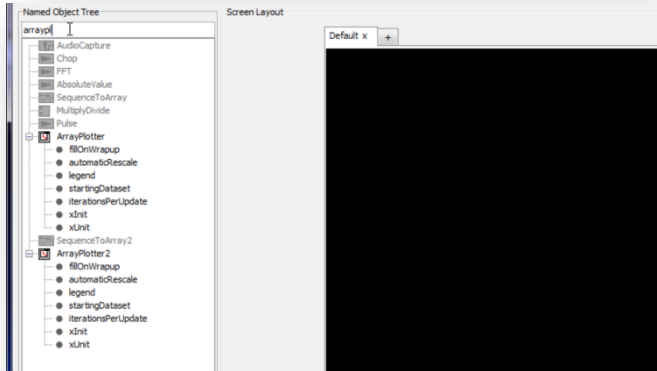 Named Object Tree
Screen Layout
arraypl
Default x +
AudioCapture
Chop
FFT
AbsoluteValue
SequenceToArray
MultiplyDivide
Pulse
ArrayPlotter
fillOnWrapup
automaticRescale
legend
startingDataset
iterationsPerUpdate
xInit
xUnit
SequenceToArray2
ArrayPlotter2
fillOnWrapup
automaticRescale
legend
startingDataset
iterationsPerUpdate
xInit
xUnit